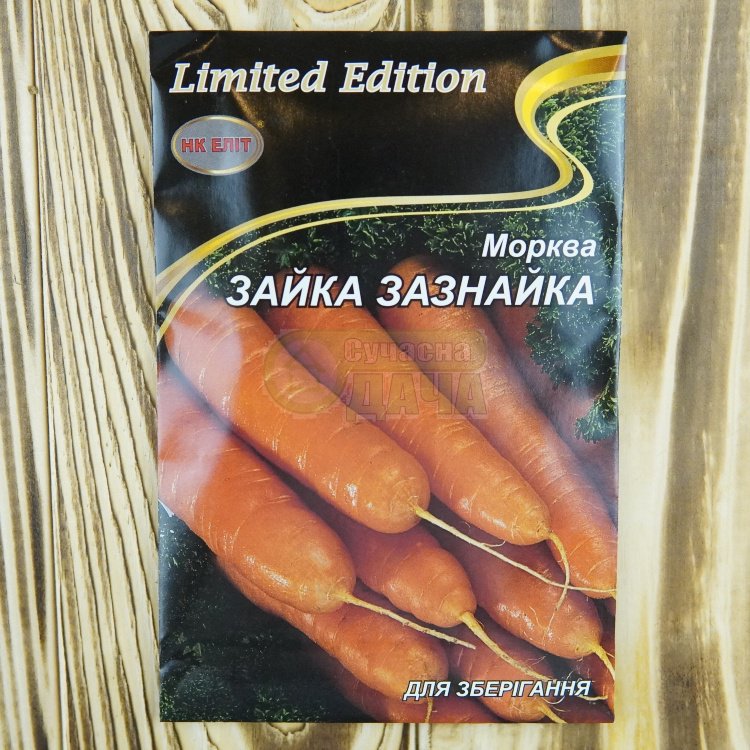 Limited Edition
НК ЕЛІТ
Морква
ЗАЙКА ЗАЗНАЙКА
Сучасна
ДАЧА
ДЛЯ ЗБЕРІГАННЯ